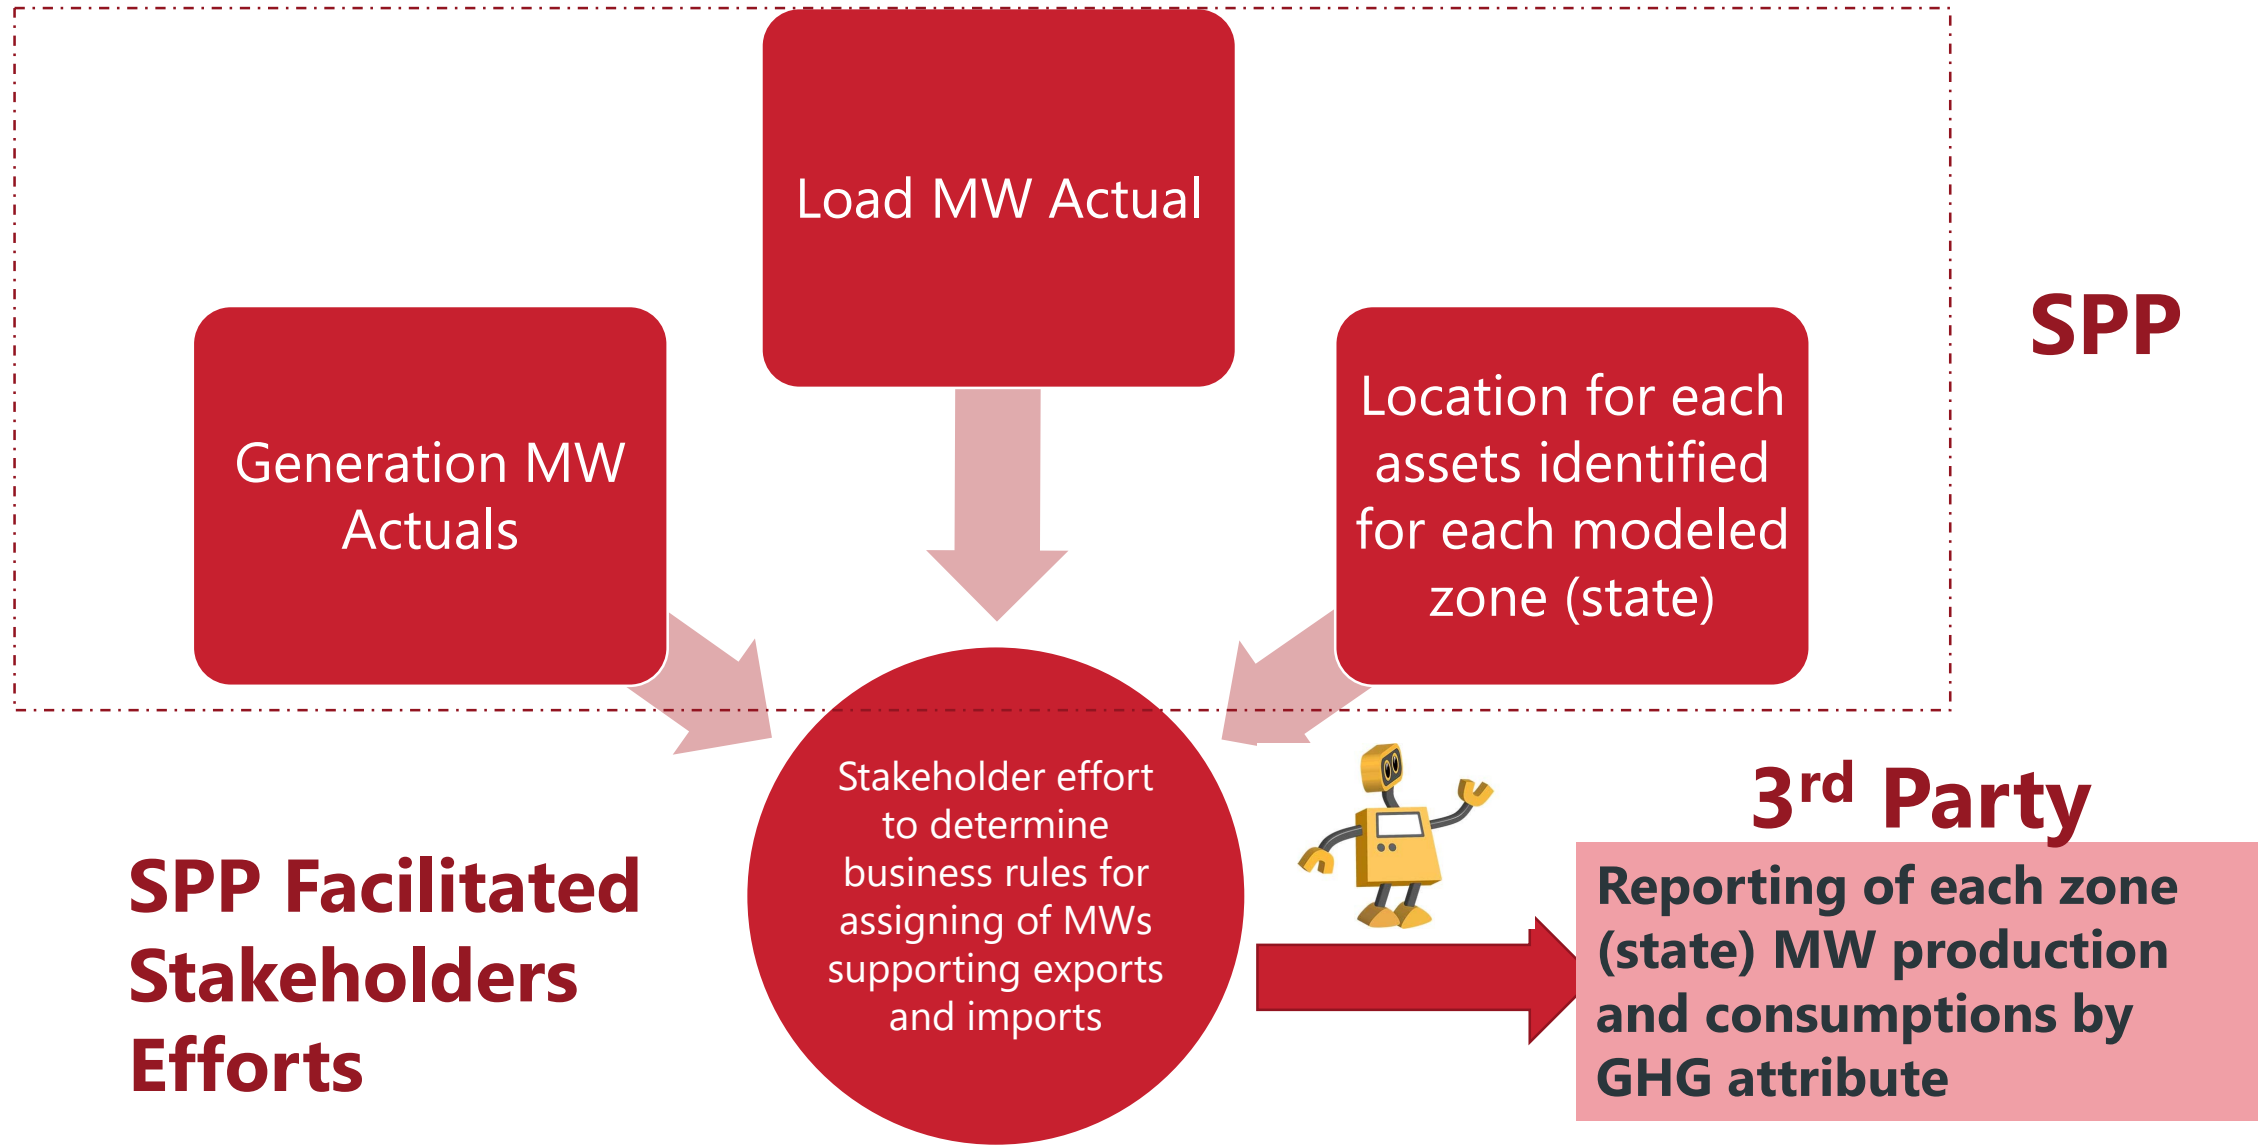 Load MW Actual
SPP
Generation MW
Actuals
Location for each
assets identified
for each modeled
zone (state)
SPP Facilitated
Stakeholders
Efforts
Stakeholder effort
to determine
business rules for
assigning of MWs
supporting exports
and imports
3rd Party
Reporting of each zone
(state) MW production
and consumptions by
GHG attribute